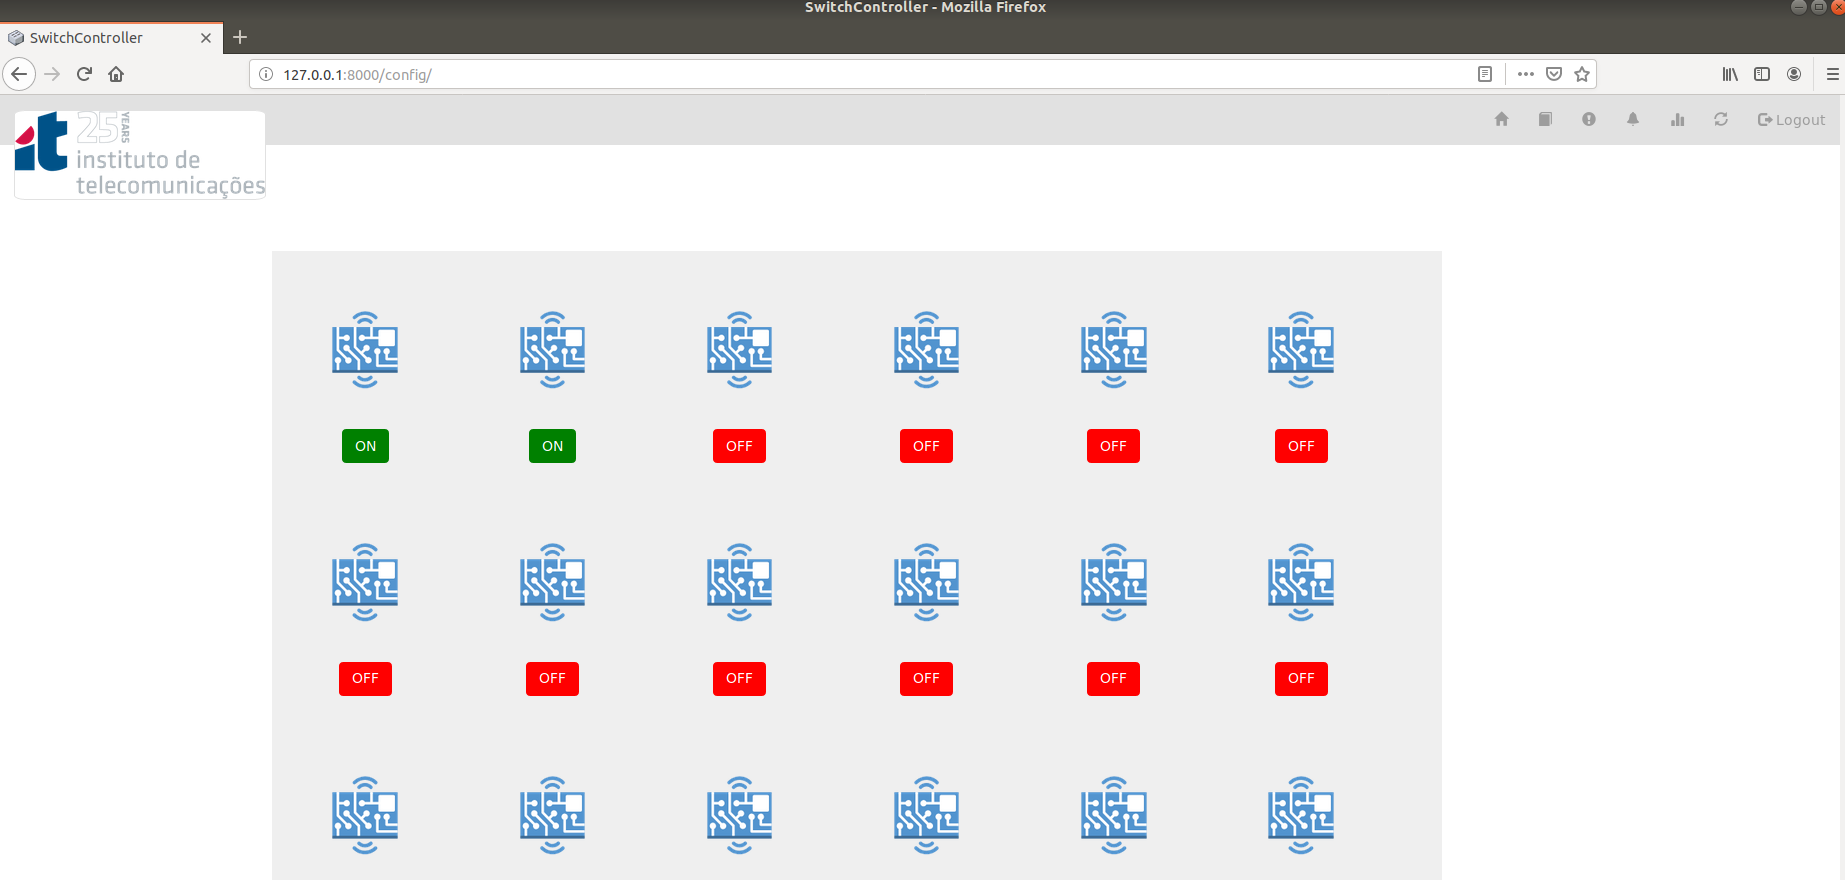 SwitchController - Mozilla Firefox
SwitchController
127.0.0.1:8000/config/
25 YEARS
it instituto de
telecomunicações
Logout
ON ON OFF OFF OFF OFF
OFF OFF OFF OFF OFF OFF